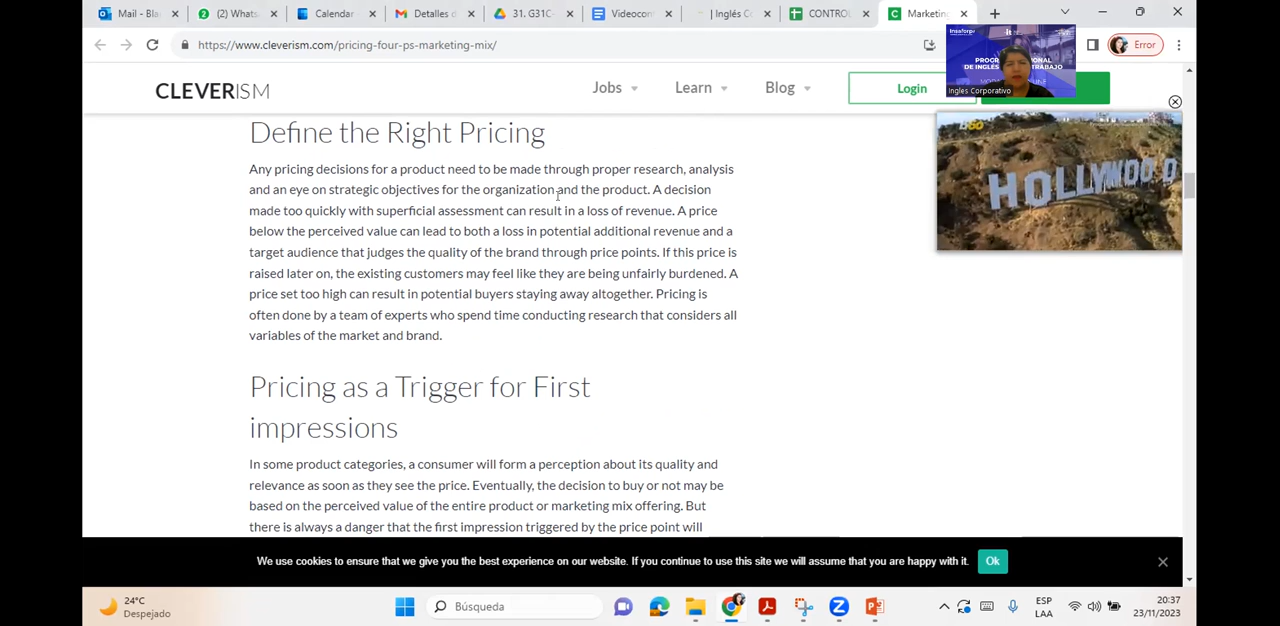 Mail - Bla
(2) Whats
Calendar
Detalles d
31. G31C-
Videocon
| Inglés C
CONTROL
Marketing
https://www.cleverism.com/pricing-four-ps-marketing-mix/
Error
Inglés Corporativo
CLEVERISM
Jobs
Learn
Blog
Login
HOLLYWOOD
Define the Right Pricing
Any pricing decisions for a product need to be made through proper research, analysis
and an eye on strategic objectives for the organization and the product. A decision
made too quickly with superficial assessment can result in a loss of revenue. A price
below the perceived value can lead to both a loss in potential additional revenue and a
target audience that judges the quality of the brand through price points. If this price is
raised later on, the existing customers may feel like they are being unfairly burdened. A
price set too high can result in potential buyers staying away altogether. Pricing is
often done by a team of experts who spend time conducting research that considers all
variables of the market and brand.
Pricing as a Trigger for First
impressions
In some product categories, a consumer will form a perception about its quality and
relevance as soon as they see the price. Eventually, the decision to buy or not may be
based on the perceived value of the entire product or marketing mix offering. But
there is always a danger that the first impression triggered by the price point will
We use cookies to ensure that we give you the best experience on our website. If you continue to use this site we will assume that you are happy with it.
Ok
24°C
Despejado
Búsqueda
ESP
LAA
20:37
23/11/2023